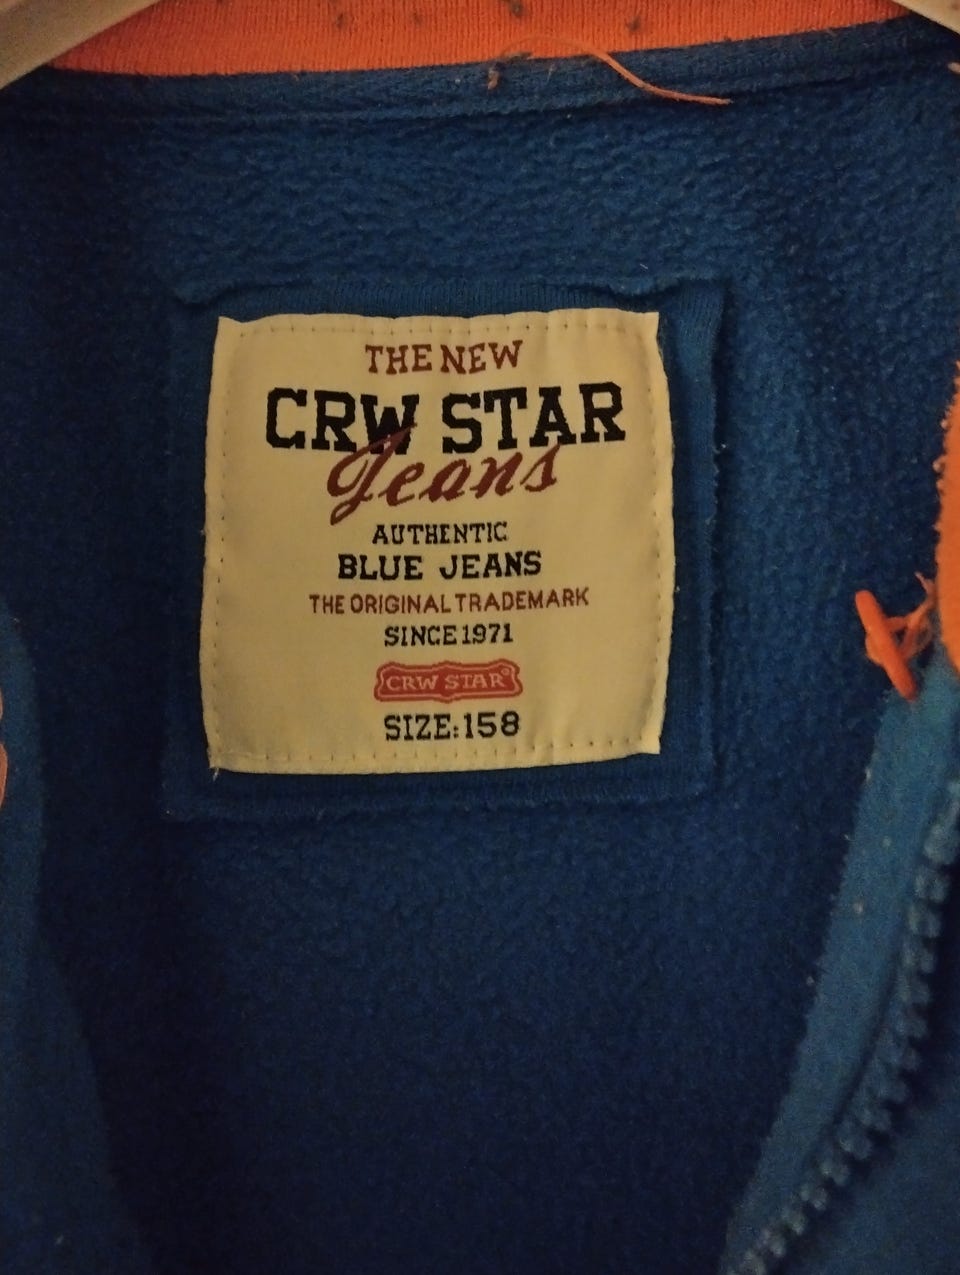 THE NEW
CRW STAR
Jeans
AUTHENTIC
BLUE JEANS
THE ORIGINAL TRADEMARK
SINCE 1971
CRW STAR®
SIZE:158